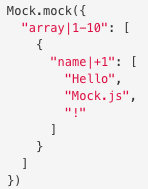 Mock.mock({
  "array|1-10": [
    {
      "name|+1": [
        "Hello",
        "Mock.js",
        "!"
      ]
    }
  ]
})